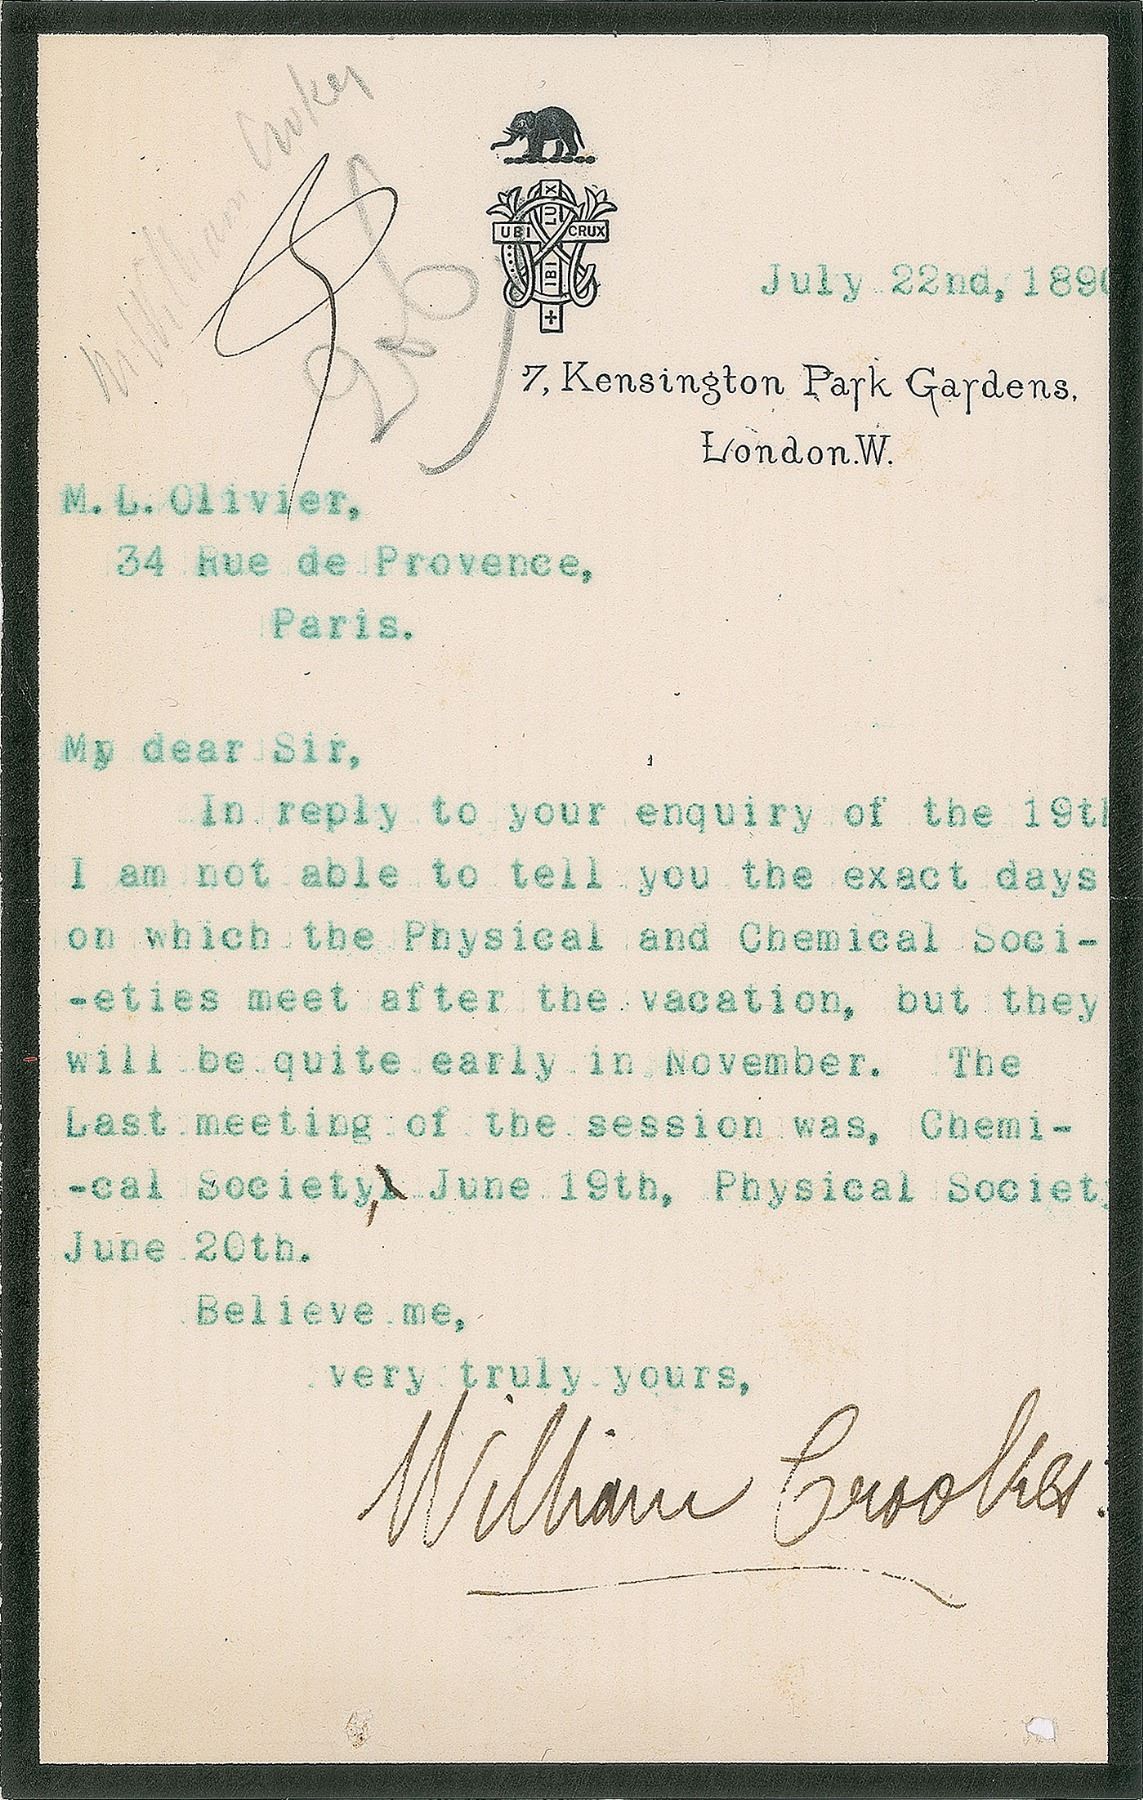 William Crookes
LUX
UBI CRUX
IBI
July 22nd, 1890
7, Kensington Park Gardens,
London.W.
M. L. Olivier,
34 Rue de Provence,
Paris.
My dear Sir,
In reply to your enquiry of the 19th
I am not able to tell you the exact days
on which the Physical and Chemical Soci-
-eties meet after the vacation, but they
will be quite early in November. The
Last meeting of the session was, Chemi-
-cal Society, June 19th, Physical Society
June 20th.
Believe me,
very truly yours,
William Crookes.